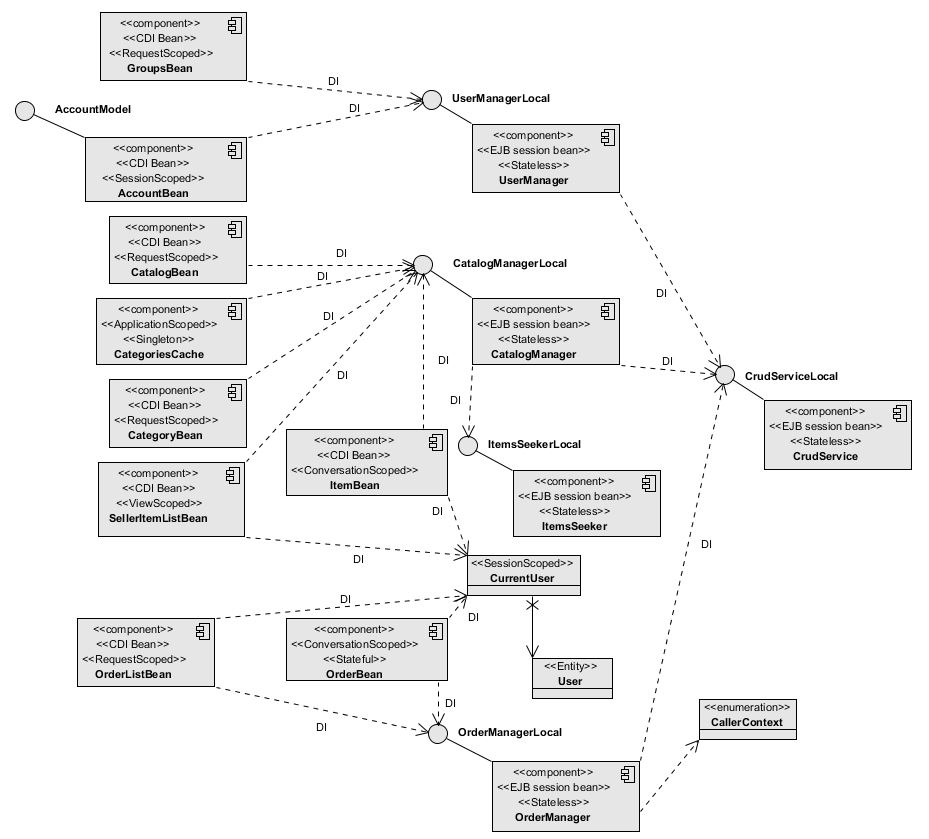 <<component>>
<<CDI Bean>>
<<RequestScoped>>
GroupsBean
DI
UserManagerLocal
DI
AccountModel
<<component>>
<<CDI Bean>>
<<SessionScoped>>
AccountBean
<<component>>
<<EJB session bean>>
<<Stateless>>
UserManager
<<component>>
<<CDI Bean>>
<<RequestScoped>>
CatalogBean
DI
CatalogManagerLocal
DI
DI
<<component>>
<<ApplicationScoped>>
<<Singleton>>
CategoriesCache
DI
<<component>>
<<EJB session bean>>
<<Stateless>>
CatalogManager
DI
DI
DI
CrudServiceLocal
<<component>>
<<CDI Bean>>
<<RequestScoped>>
CategoryBean
DI
<<component>>
<<EJB session bean>>
<<Stateless>>
CrudService
<<component>>
<<CDI Bean>>
<<ConversationScoped>>
ItemBean
ItemsSeekerLocal
<<component>>
<<CDI Bean>>
<<ViewScoped>>
SellerItemListBean
<<component>>
<<EJB session bean>>
<<Stateless>>
ItemsSeeker
DI
DI
DI
<<SessionScoped>>
CurrentUser
DI
DI
<<component>>
<<CDI Bean>>
<<RequestScoped>>
OrderListBean
<<component>>
<<ConversationScoped>>
<<Stateful>>
OrderBean
<<Entity>>
User
DI
DI
OrderManagerLocal
<<enumeration>>
CallerContext
<<component>>
<<EJB session bean>>
<<Stateless>>
OrderManager